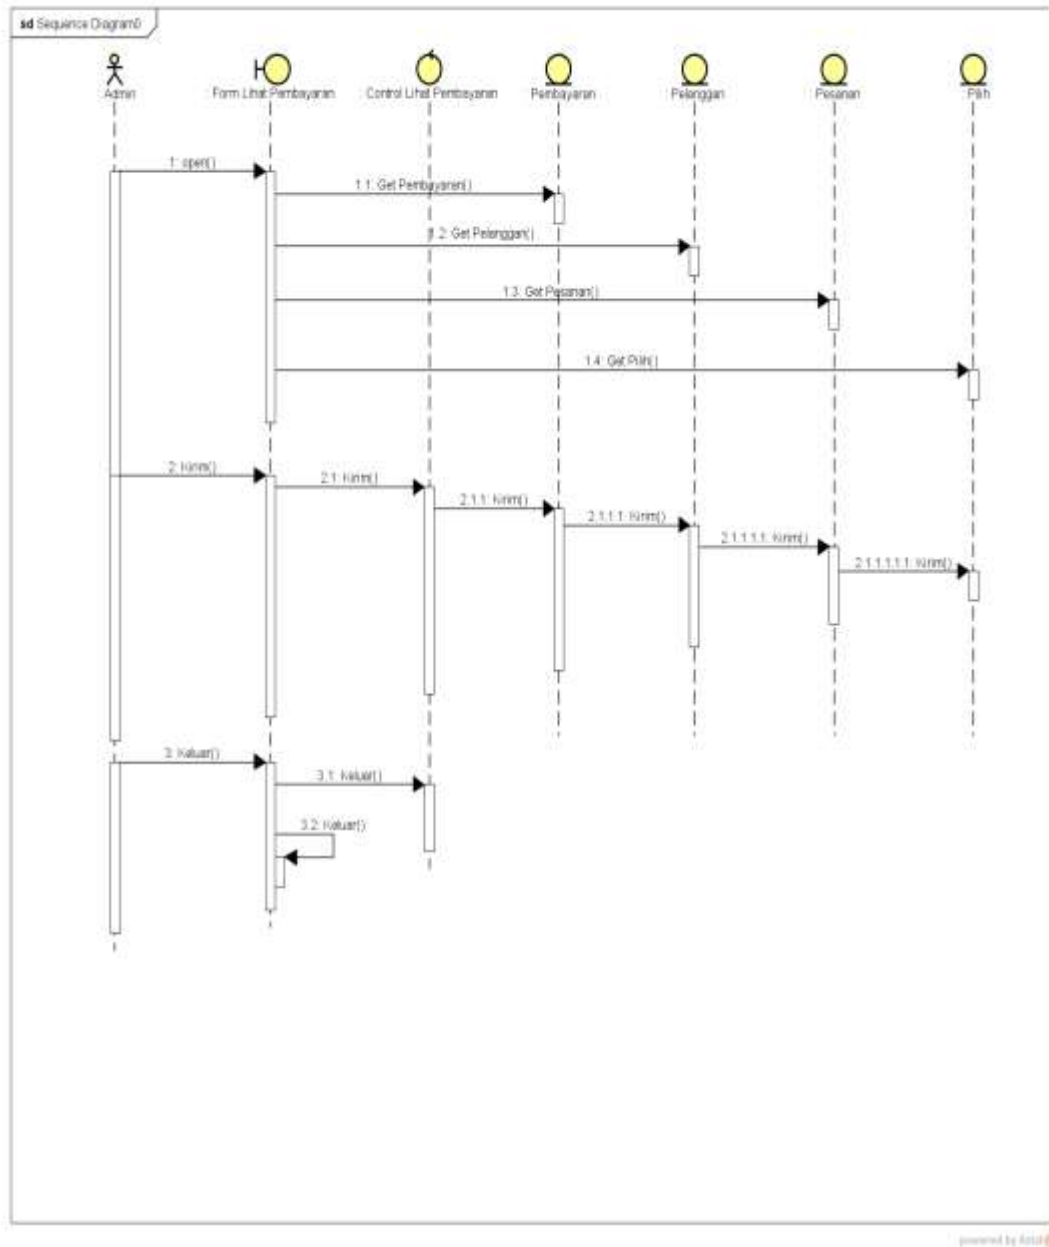 sd Sequence Diagram0
Admin
Form Lihat Pembayaran
Control Lihat Pembayaran
Pembayaran
Pelanggan
Pesanan
Pilih
1: open()
1.1: Get Pembayaran()
1.2: Get Pelanggan()
1.3: Get Pesanan()
1.4: Get Pilih()
2: Kirim()
2.1: Kirim()
2.1.1: Kirim()
2.1.1.1: Kirim()
2.1.1.1.1: Kirim()
2.1.1.1.1.1: Kirim()
3: Keluar()
3.1: Keluar()
3.2: Keluar()
powered by Astah